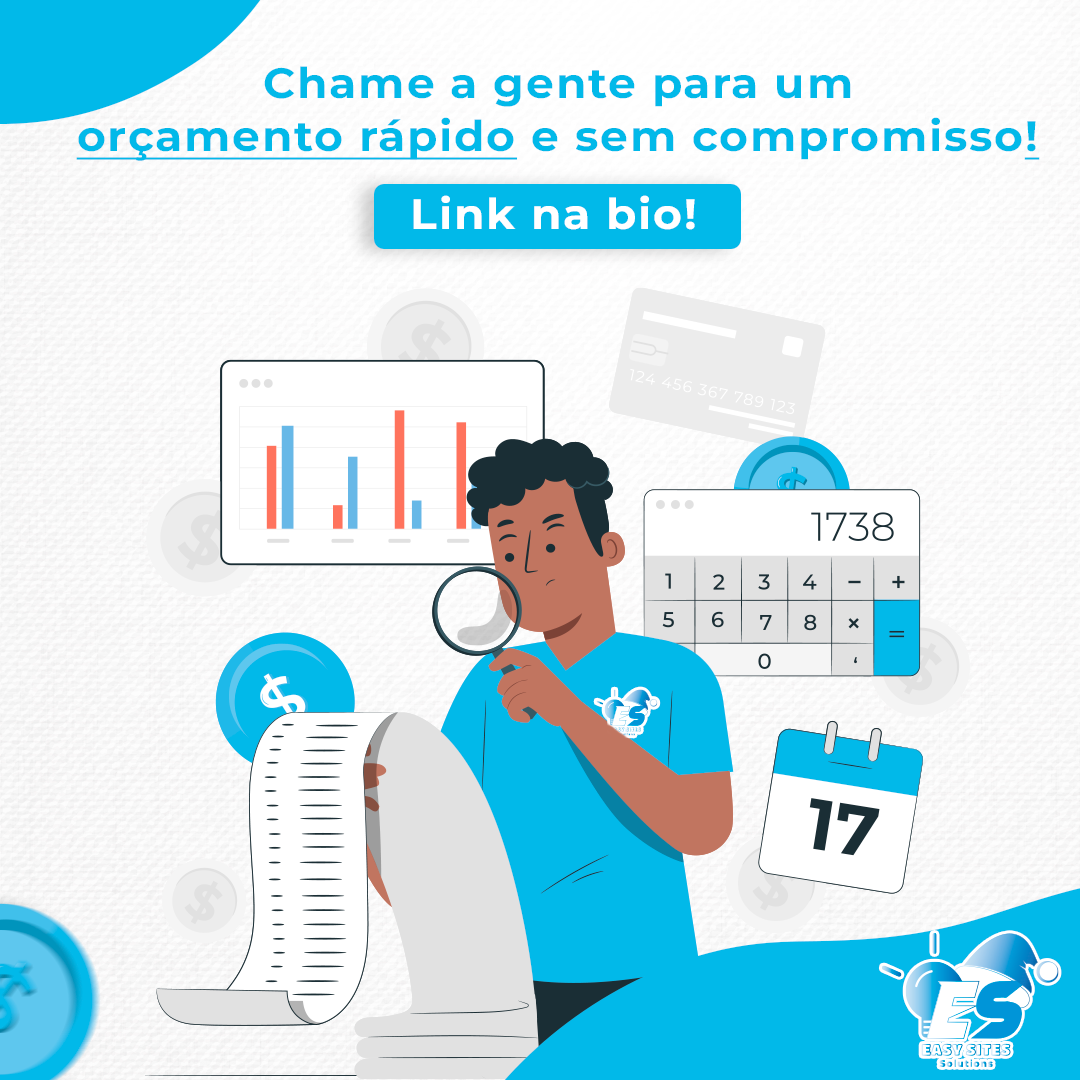 Chame a gente para um
orçamento rápido e sem compromisso!
Link na bio!
124 456 367 789 123
1738
1 2 3 4 - +
5 6 7 8 × =
0 ,
ES
17
ES
EASY SITES
Solutions